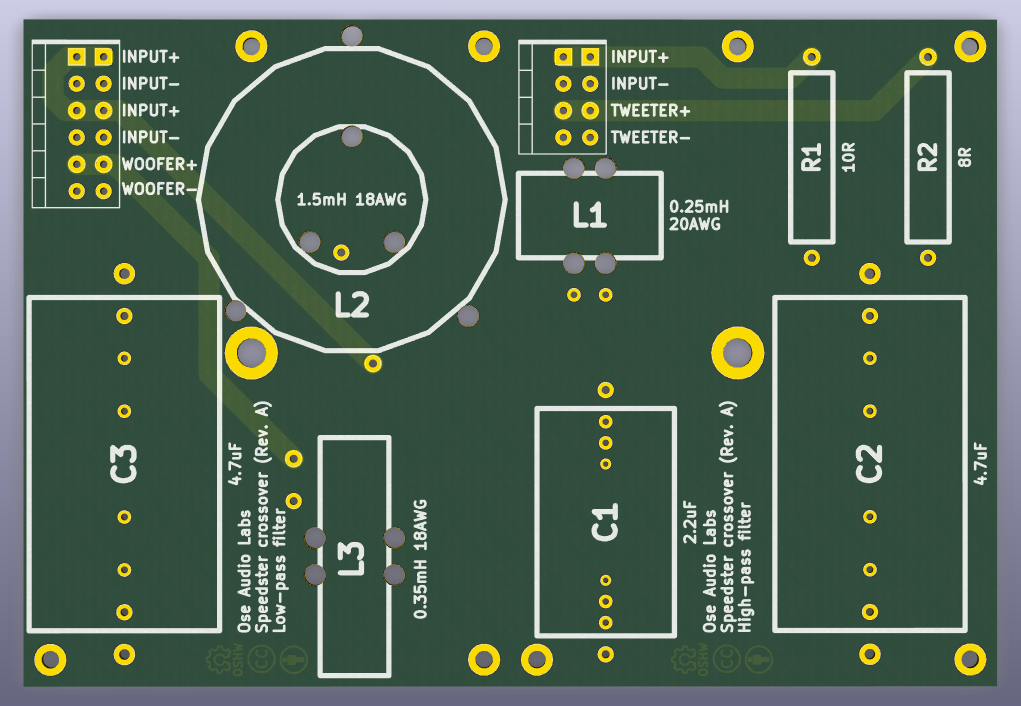 INPUT+
INPUT-
INPUT+
INPUT-
WOOFER+
WOOFER-
1.5mH 18AWG
L2
INPUT+
INPUT-
TWEETER+
TWEETER-
L1
0.25mH
20AWG
R1
10R
R2
8R
C3
4.7uF
Ose Audio Labs
Speedster crossover (Rev. A)
Low-pass filter
L3
0.35mH 18AWG
C1
2.2uF
Ose Audio Labs
Speedster crossover (Rev. A)
High-pass filter
C2
4.7uF
OSHW
CC
OSHW
CC